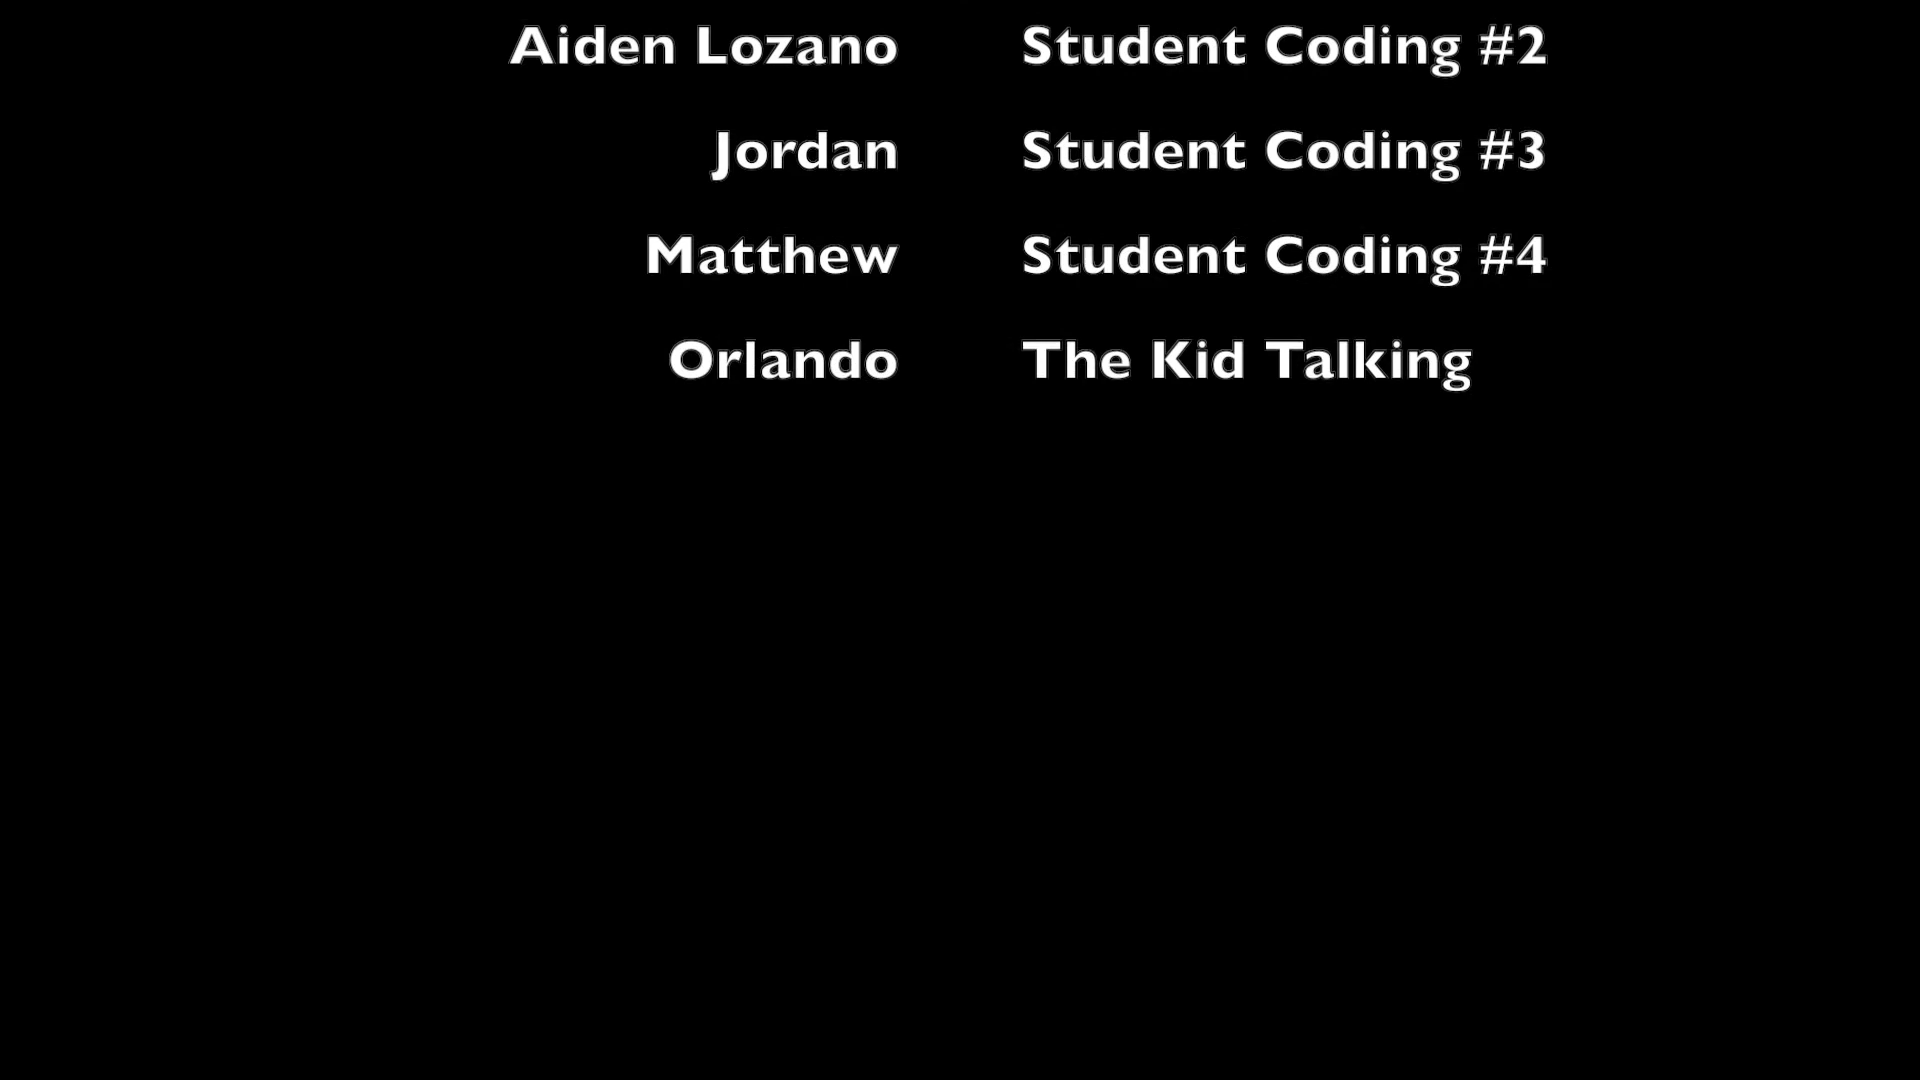 Aiden Lozano Student Coding #2
Jordan Student Coding #3
Matthew Student Coding #4
Orlando The Kid Talking